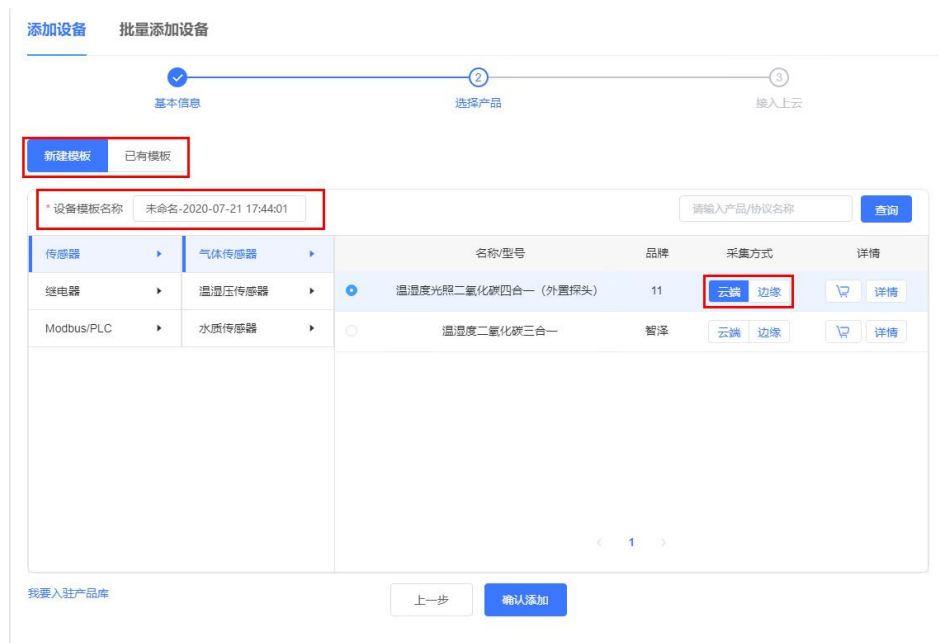 添加设备 批量添加设备
2 3
基本信息 选择产品 接入上云
新建模板 已有模板
* 设备模板名称 未命名-2020-07-21 17:44:01 请输入产品/协议名称 查询
传感器 气体传感器 名称/型号 品牌 采集方式 详情
继电器 温湿压传感器 温湿度光照二氧化碳四合一（外置探头） 11 云端 边缘 详情
Modbus/PLC 水质传感器 温湿度二氧化碳三合一 智泽 云端 边缘 详情
< 1 >
我要入驻产品库 上一步 确认添加